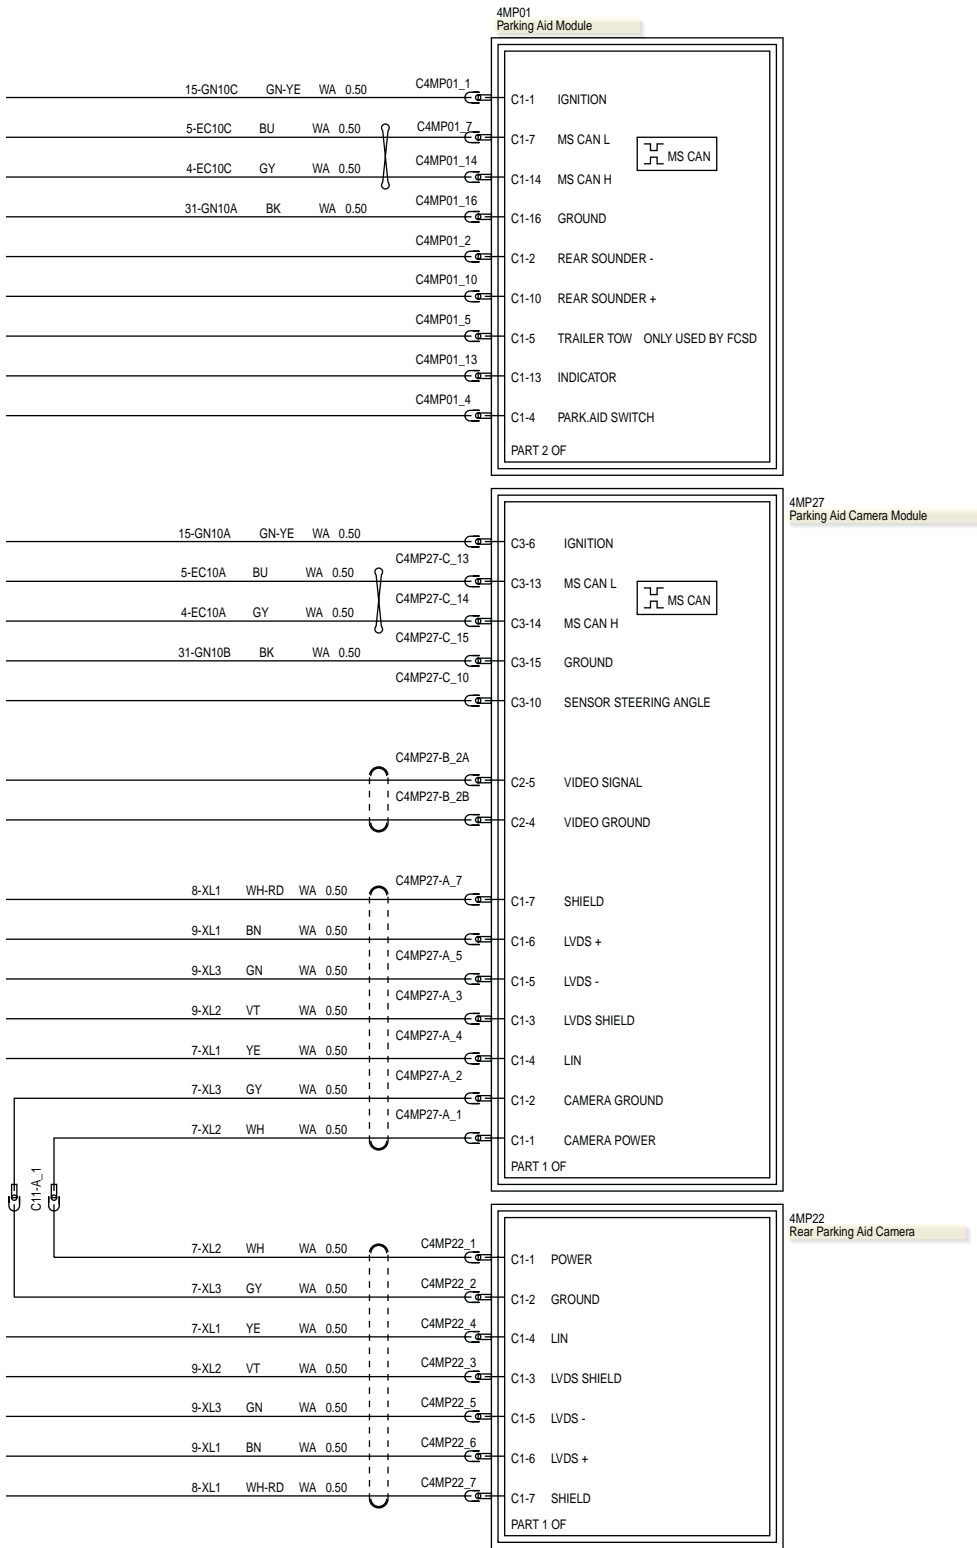 4MP01
Parking Aid Module
15-GN10C GN-YE WA 0.50 C4MP01_1 C1-1 IGNITION
5-EC10C BU WA 0.50 C4MP01_7 C1-7 MS CAN L
MS CAN
4-EC10C GY WA 0.50 C4MP01_14 C1-14 MS CAN H
31-GN10A BK WA 0.50 C4MP01_16 C1-16 GROUND
C4MP01_2 C1-2 REAR SOUNDER -
C4MP01_10 C1-10 REAR SOUNDER +
C4MP01_5 C1-5 TRAILER TOW ONLY USED BY FCSD
C4MP01_13 C1-13 INDICATOR
C4MP01_4 C1-4 PARK.AID SWITCH
PART 2 OF
4MP27
Parking Aid Camera Module
15-GN10A GN-YE WA 0.50 C3-6 IGNITION
5-EC10A BU WA 0.50 C4MP27-C_13 C3-13 MS CAN L
MS CAN
4-EC10A GY WA 0.50 C4MP27-C_14 C3-14 MS CAN H
31-GN10B BK WA 0.50 C4MP27-C_15 C3-15 GROUND
C4MP27-C_10 C3-10 SENSOR STEERING ANGLE
C4MP27-B_2A C2-5 VIDEO SIGNAL
C4MP27-B_2B C2-4 VIDEO GROUND
8-XL1 WH-RD WA 0.50 C4MP27-A_7 C1-7 SHIELD
9-XL1 BN WA 0.50 C1-6 LVDS +
9-XL3 GN WA 0.50 C4MP27-A_5 C1-5 LVDS -
9-XL2 VT WA 0.50 C4MP27-A_3 C1-3 LVDS SHIELD
7-XL1 YE WA 0.50 C4MP27-A_4 C1-4 LIN
7-XL3 GY WA 0.50 C4MP27-A_2 C1-2 CAMERA GROUND
7-XL2 WH WA 0.50 C4MP27-A_1 C1-1 CAMERA POWER
PART 1 OF
C11-A_1
4MP22
Rear Parking Aid Camera
7-XL2 WH WA 0.50 C4MP22_1 C1-1 POWER
7-XL3 GY WA 0.50 C4MP22_2 C1-2 GROUND
7-XL1 YE WA 0.50 C4MP22_4 C1-4 LIN
9-XL2 VT WA 0.50 C4MP22_3 C1-3 LVDS SHIELD
9-XL3 GN WA 0.50 C4MP22_5 C1-5 LVDS -
9-XL1 BN WA 0.50 C4MP22_6 C1-6 LVDS +
8-XL1 WH-RD WA 0.50 C4MP22_7 C1-7 SHIELD
PART 1 OF